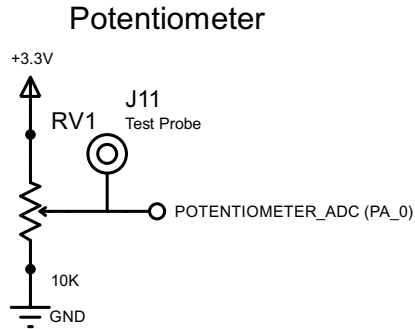 Potentiometer
+3.3V
J11
RV1
Test Probe
POTENTIOMETER_ADC (PA_0)
10K
GND